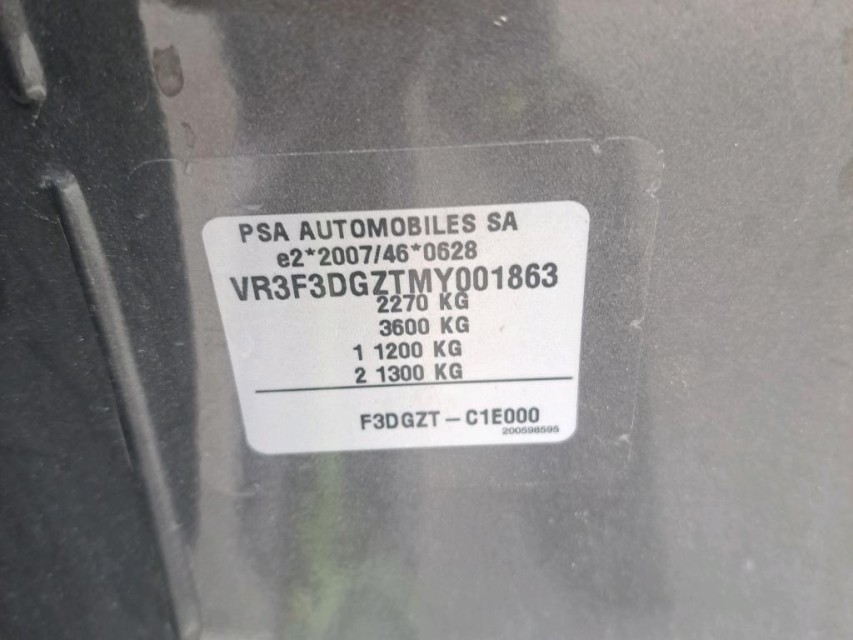 PSA AUTOMOBILES SA
e2*2007/46*0628
VR3F3DGZTMY001863
2270 KG
3600 KG
1 1200 KG
2 1300 KG
F3DGZT-C1E000
200598595